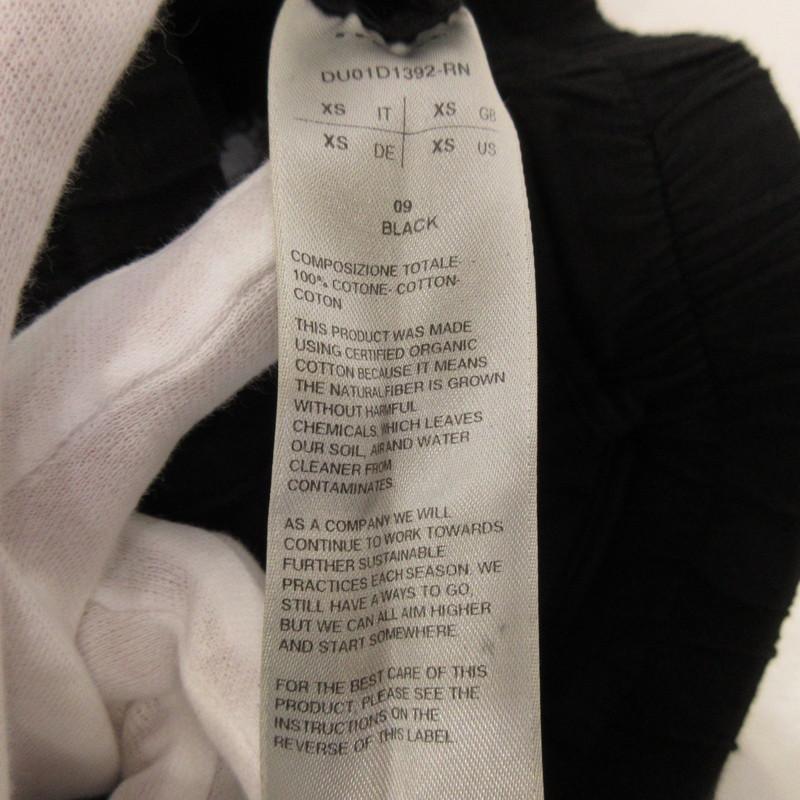 DU01D1392-RN
XS IT XS GB
XS DE XS US
09
BLACK
COMPOSIZIONE TOTALE-
100% COTONE- COTTON-
COTON
THIS PRODUCT WAS MADE
USING CERTIFIED ORGANIC
COTTON BECAUSE IT MEANS
THE NATURAL FIBER IS GROWN
WITHOUT HARMFUL
CHEMICALS, WHICH LEAVES
OUR SOIL, AIR AND WATER
CLEANER FROM
CONTAMINATES.
AS A COMPANY WE WILL
CONTINUE TO WORK TOWARDS
FURTHER SUSTAINABLE
PRACTICES EACH SEASON. WE
STILL HAVE A WAYS TO GO,
BUT WE CAN ALL AIM HIGHER
AND START SOMEWHERE.
FOR THE BEST CARE OF THIS
PRODUCT, PLEASE SEE THE
INSTRUCTIONS ON THE
REVERSE OF THIS LABEL.